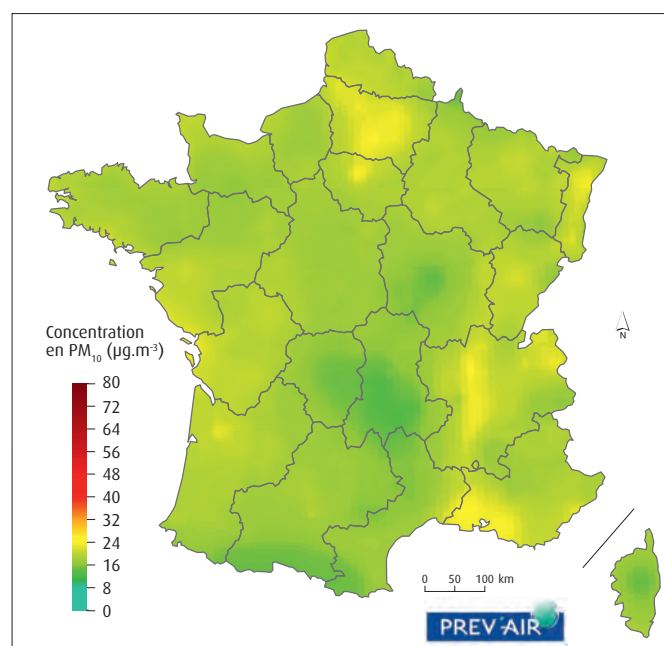 N
Concentration
en PM₁₀ (µg.m⁻³)
80
72
64
56
48
40
32
24
16
8
0
0 50 100 km
PREV'AIR